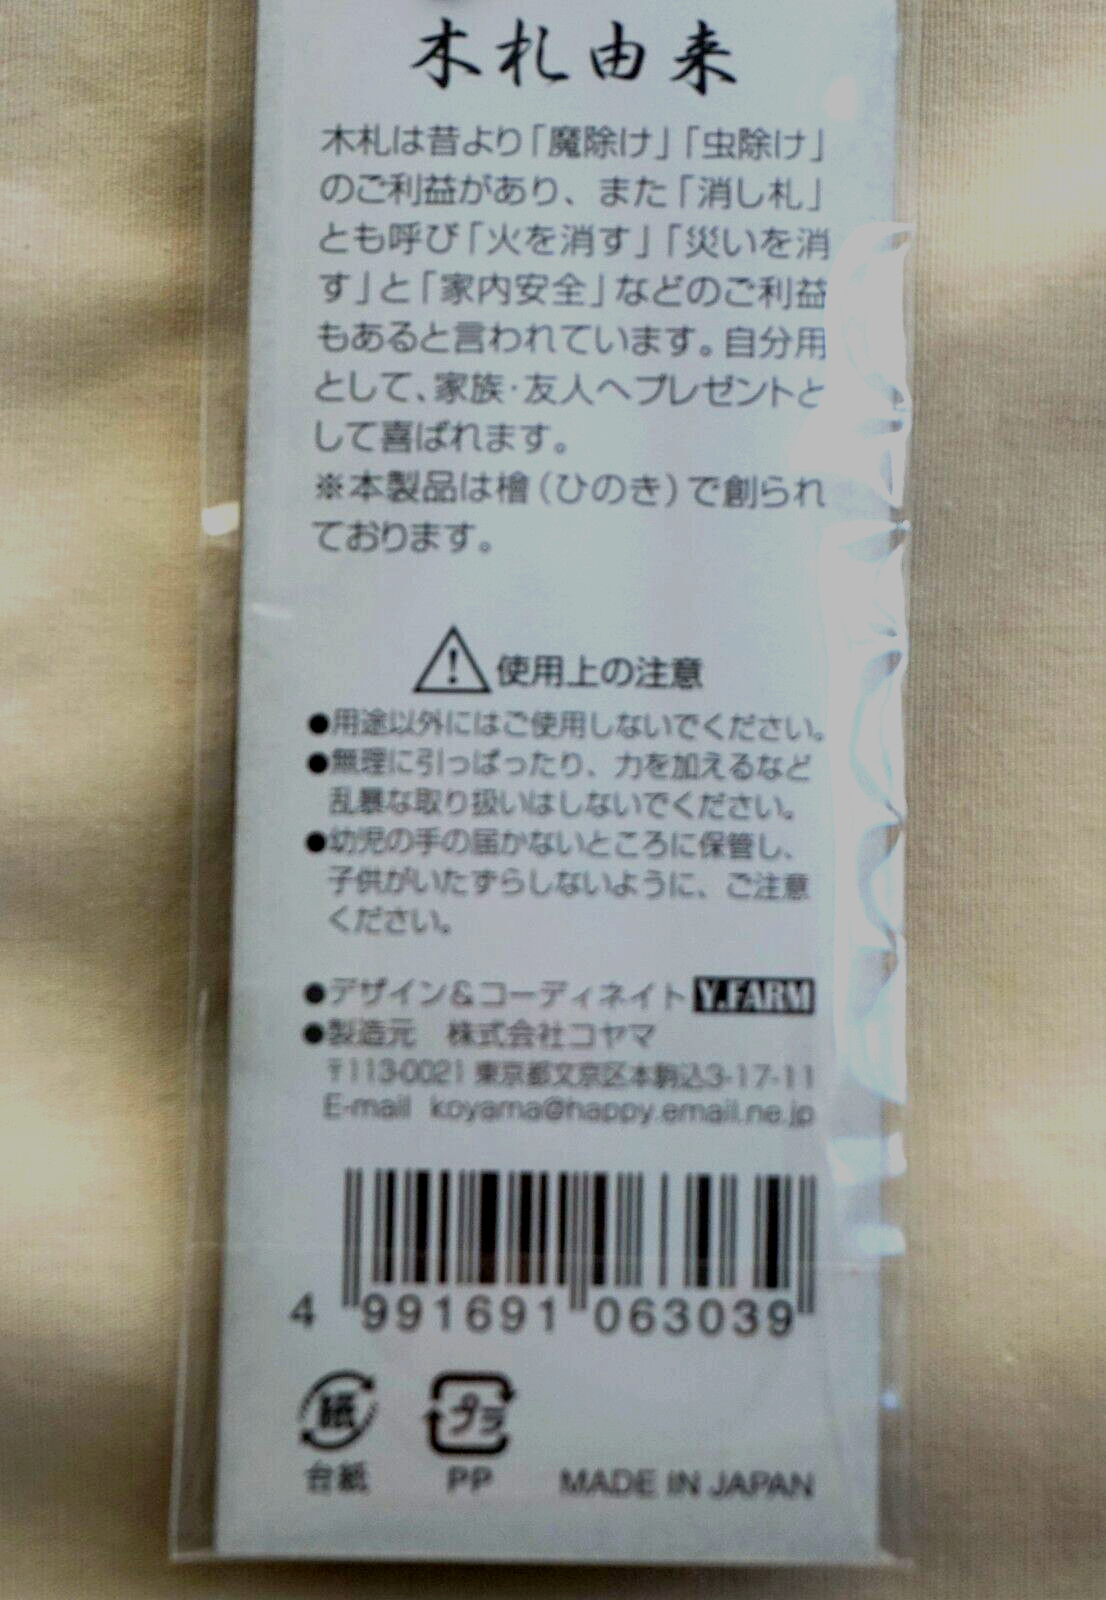 木札由来
木札は昔より「魔除け」「虫除け」
のご利益があり、また「消し札」
とも呼び「火を消す」「災いを消
す」と「家内安全」などのご利益
もあると言われています。自分用
として、家族・友人へプレゼントと
して喜ばれます。
※本製品は檜（ひのき）で創られ
ております。
使用上の注意
●用途以外にはご使用しないでください。
●無理に引っぱったり、力を加えるなど
乱暴な取り扱いはしないでください。
●幼児の手の届かないところに保管し、
子供がいたずらしないように、ご注意
ください。
●デザイン&コーディネイト Y.FARM
●製造元 株式会社コヤマ
〒113-0021 東京都文京区本駒込3-17-11
E-mail koyama@happy.email.ne.jp
4 991691 063039
紙 プラ
台紙 PP MADE IN JAPAN